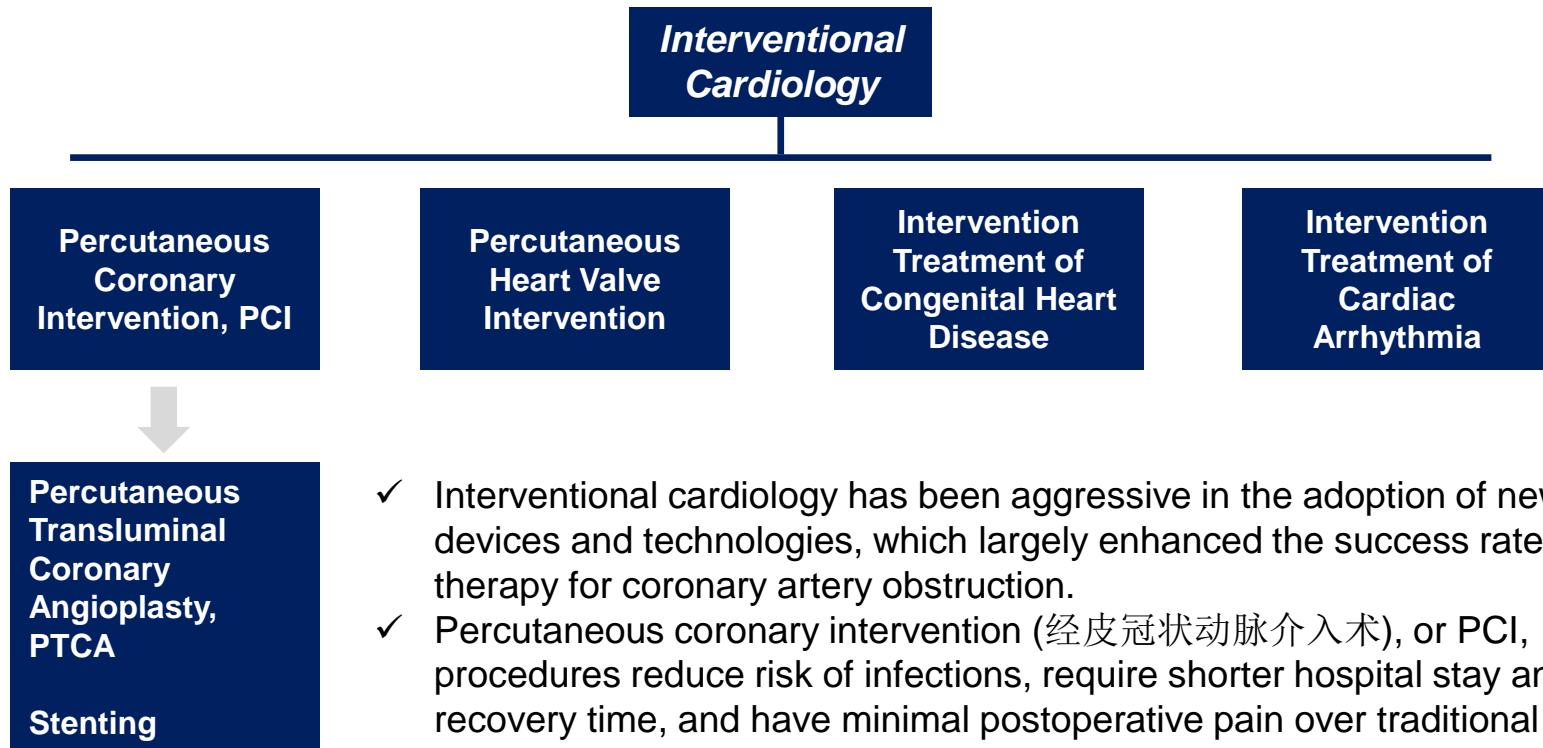 Interventional
Cardiology
Percutaneous
Coronary
Intervention, PCI
Percutaneous
Heart Valve
Intervention
Intervention
Treatment of
Congenital Heart
Disease
Intervention
Treatment of
Cardiac
Arrhythmia
Percutaneous
Transluminal
Coronary
Angioplasty,
PTCA
Stenting
✓ Interventional cardiology has been aggressive in the adoption of
devices and technologies, which largely enhanced the success rate
therapy for coronary artery obstruction.
✓ Percutaneous coronary intervention (经皮冠状动脉介入术), or PCI,
procedures reduce risk of infections, require shorter hospital stay
recovery time, and have minimal postoperative pain over traditional